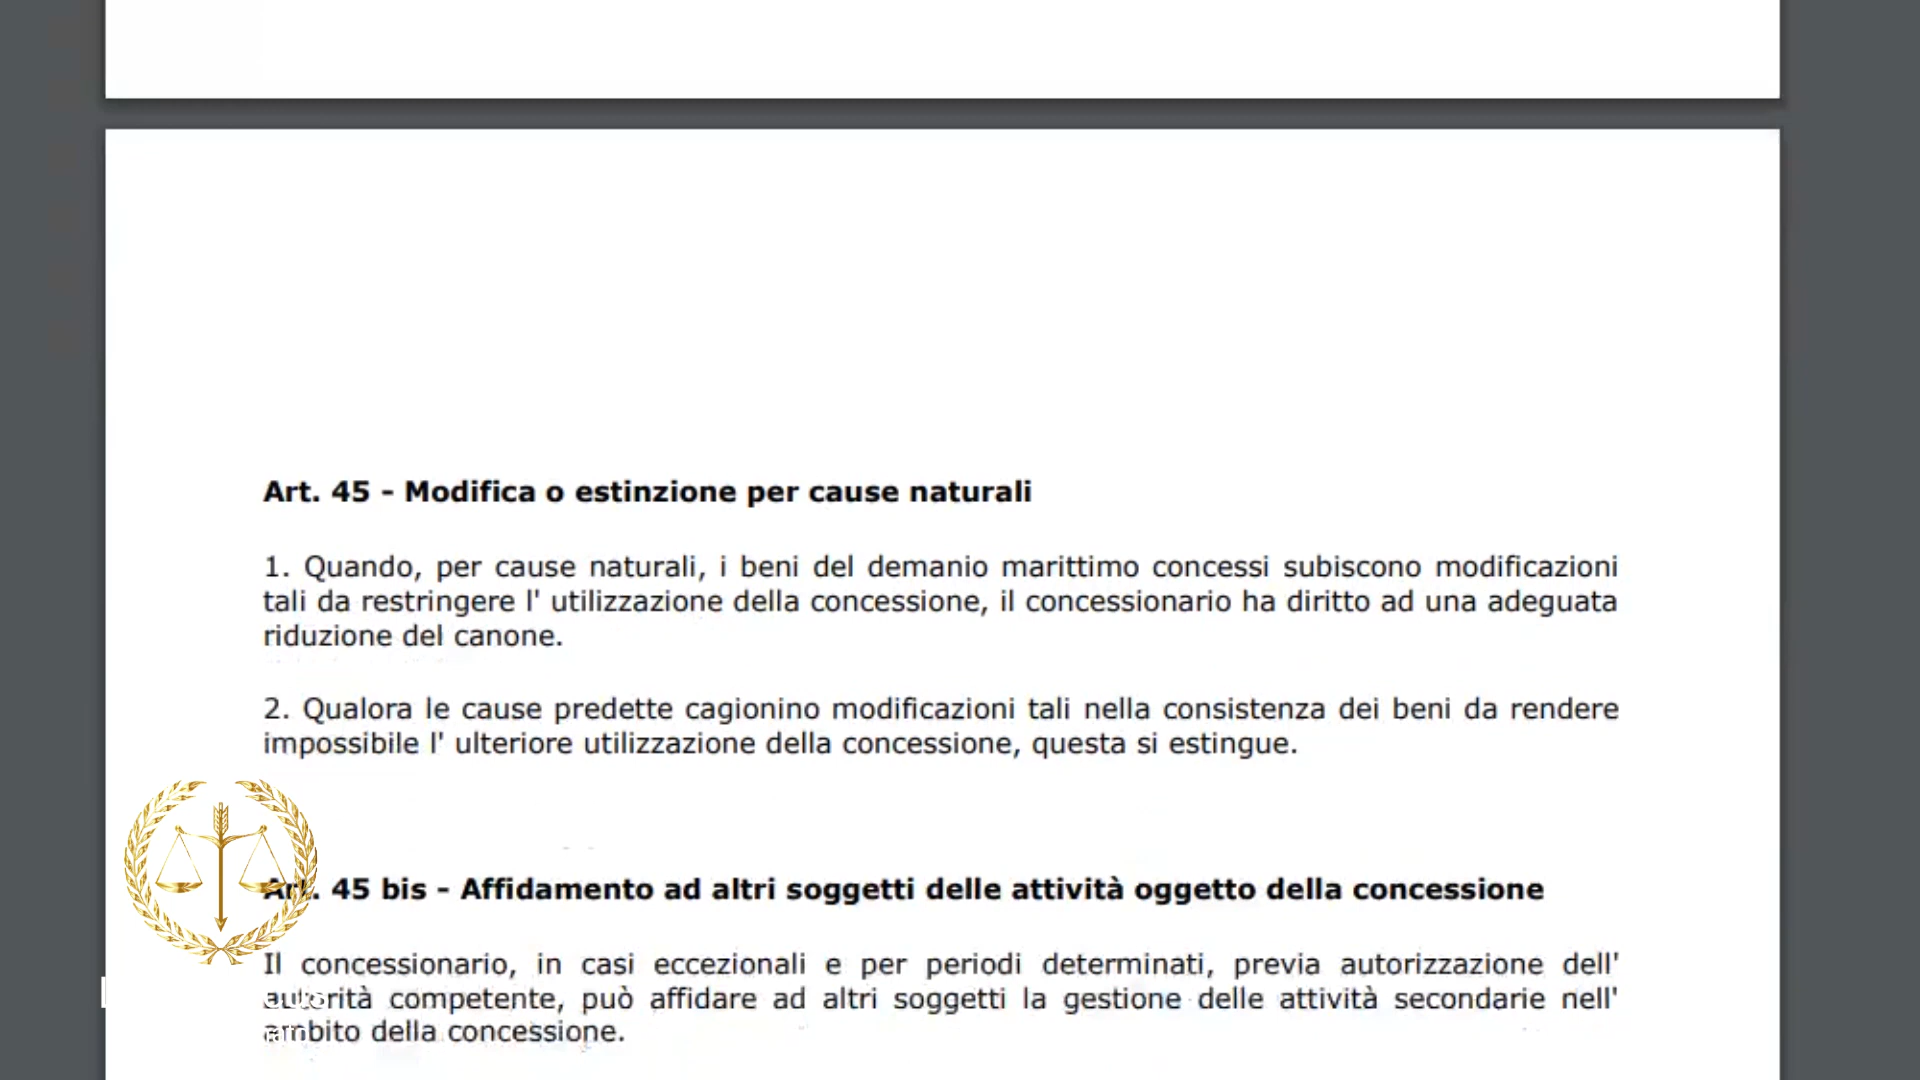 Art. 45 - Modifica o estinzione per cause naturali
1. Quando, per cause naturali, i beni del demanio marittimo concessi subiscono modificazioni
tali da restringere l' utilizzazione della concessione, il concessionario ha diritto ad una adeguata
riduzione del canone.
2. Qualora le cause predette cagionino modificazioni tali nella consistenza dei beni da rendere
impossibile l' ulteriore utilizzazione della concessione, questa si estingue.
Art. 45 bis - Affidamento ad altri soggetti delle attività oggetto della concessione
Il concessionario, in casi eccezionali e per periodi determinati, previa autorizzazione dell'
autorità competente, può affidare ad altri soggetti la gestione delle attività secondarie nell'
ambito della concessione.